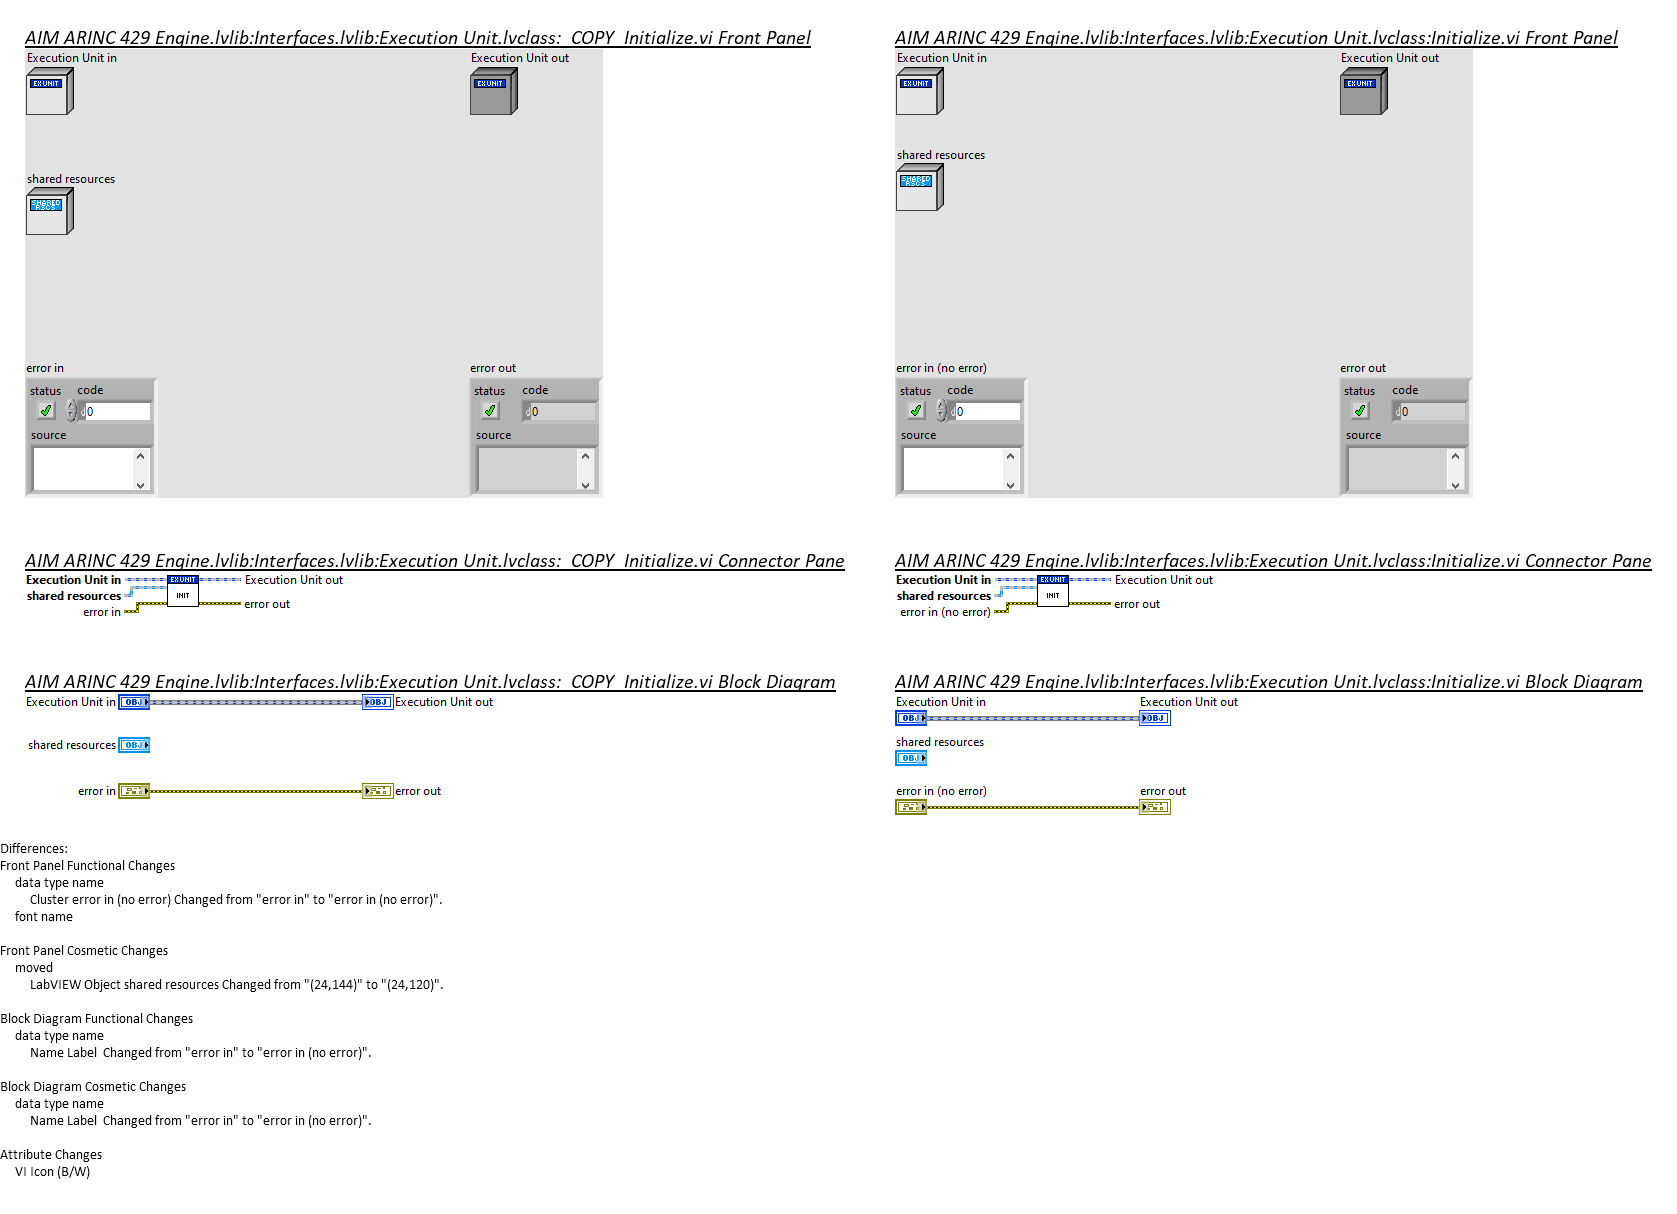 AIM ARINC 429 Engine.lvlib:Interfaces.lvlib:Execution Unit.lvclass:  COPY  Initialize.vi Front Panel
Execution Unit in
Execution Unit out
EXUNIT
EXUNIT
shared resources
SHARED
RSCS
error in
error out
status
code
status
code
d
0
d
0
source
source
AIM ARINC 429 Engine.lvlib:Interfaces.lvlib:Execution Unit.lvclass:Initialize.vi Front Panel
Execution Unit in
Execution Unit out
EXUNIT
EXUNIT
shared resources
SHARED
RSCS
error in (no error)
error out
status
code
status
code
d
0
d
0
source
source
AIM ARINC 429 Engine.lvlib:Interfaces.lvlib:Execution Unit.lvclass:  COPY  Initialize.vi Connector Pane
Execution Unit in
EXUNIT
Execution Unit out
shared resources
INIT
error in
error out
AIM ARINC 429 Engine.lvlib:Interfaces.lvlib:Execution Unit.lvclass:Initialize.vi Connector Pane
Execution Unit in
EXUNIT
Execution Unit out
shared resources
INIT
error in (no error)
error out
AIM ARINC 429 Engine.lvlib:Interfaces.lvlib:Execution Unit.lvclass:  COPY  Initialize.vi Block Diagram
Execution Unit in
OBJ
OBJ
Execution Unit out
shared resources
OBJ
error in
error out
AIM ARINC 429 Engine.lvlib:Interfaces.lvlib:Execution Unit.lvclass:Initialize.vi Block Diagram
Execution Unit in
Execution Unit out
OBJ
OBJ
shared resources
OBJ
error in (no error)
error out
Differences:
Front Panel Functional Changes
data type name
Cluster error in (no error) Changed from "error in" to "error in (no error)".
font name
Front Panel Cosmetic Changes
moved
LabVIEW Object shared resources Changed from "(24,144)" to "(24,120)".
Block Diagram Functional Changes
data type name
Name Label  Changed from "error in" to "error in (no error)".
Block Diagram Cosmetic Changes
data type name
Name Label  Changed from "error in" to "error in (no error)".
Attribute Changes
VI Icon (B/W)